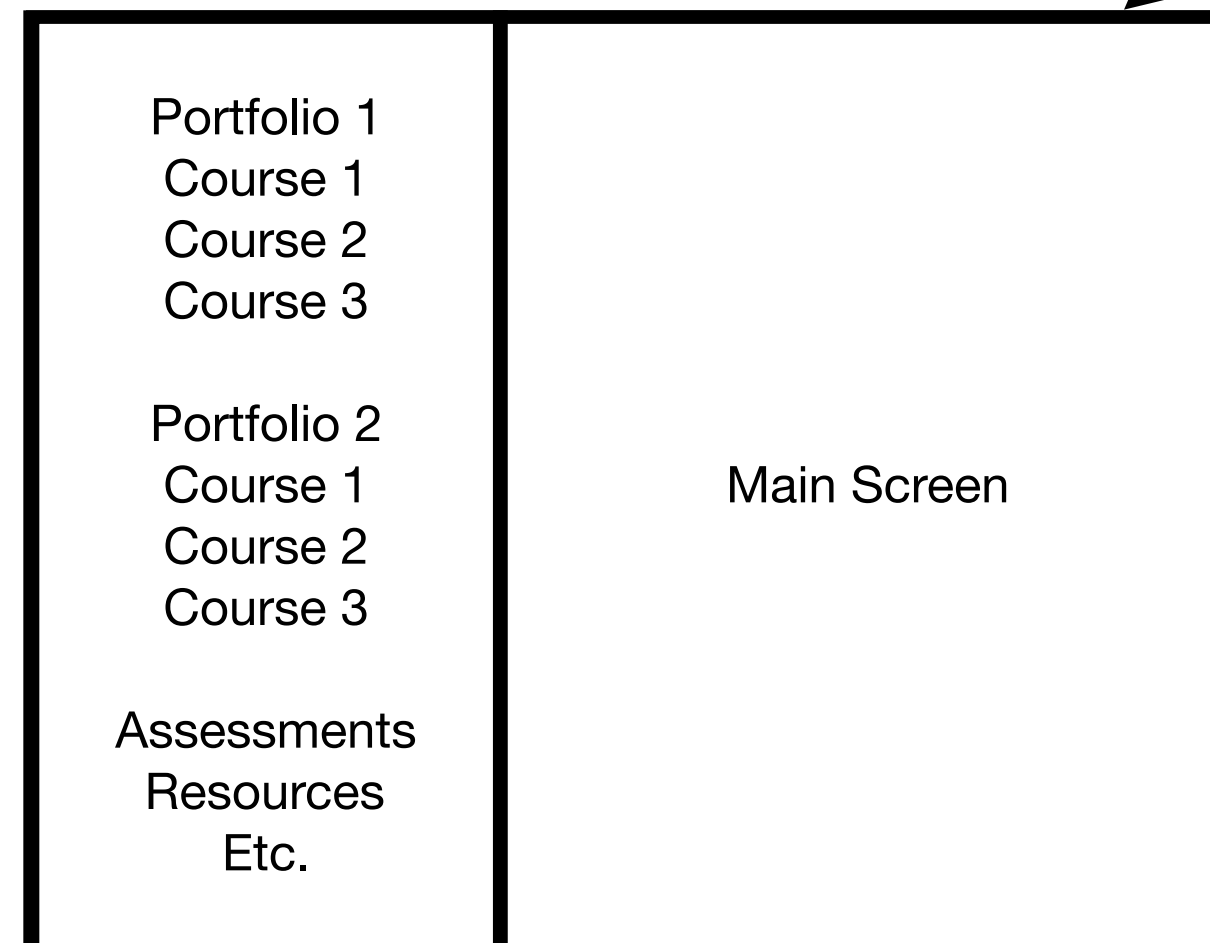 Portfolio 1
Course 1
Course 2
Course 3
Portfolio 2
Course 1
Course 2
Course 3
Assessments
Resources
Etc.
Main Screen